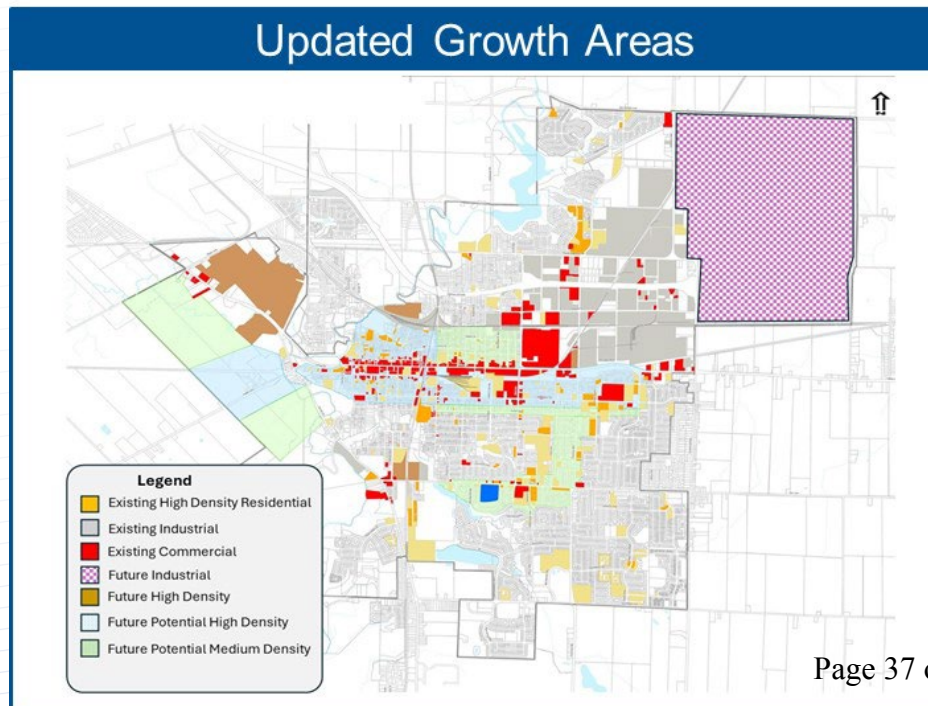 Updated Growth Areas
Legend
Existing High Density Residential
Existing Industrial
Existing Commercial
Future Industrial
Future High Density
Future Potential High Density
Future Potential Medium Density
Page 37